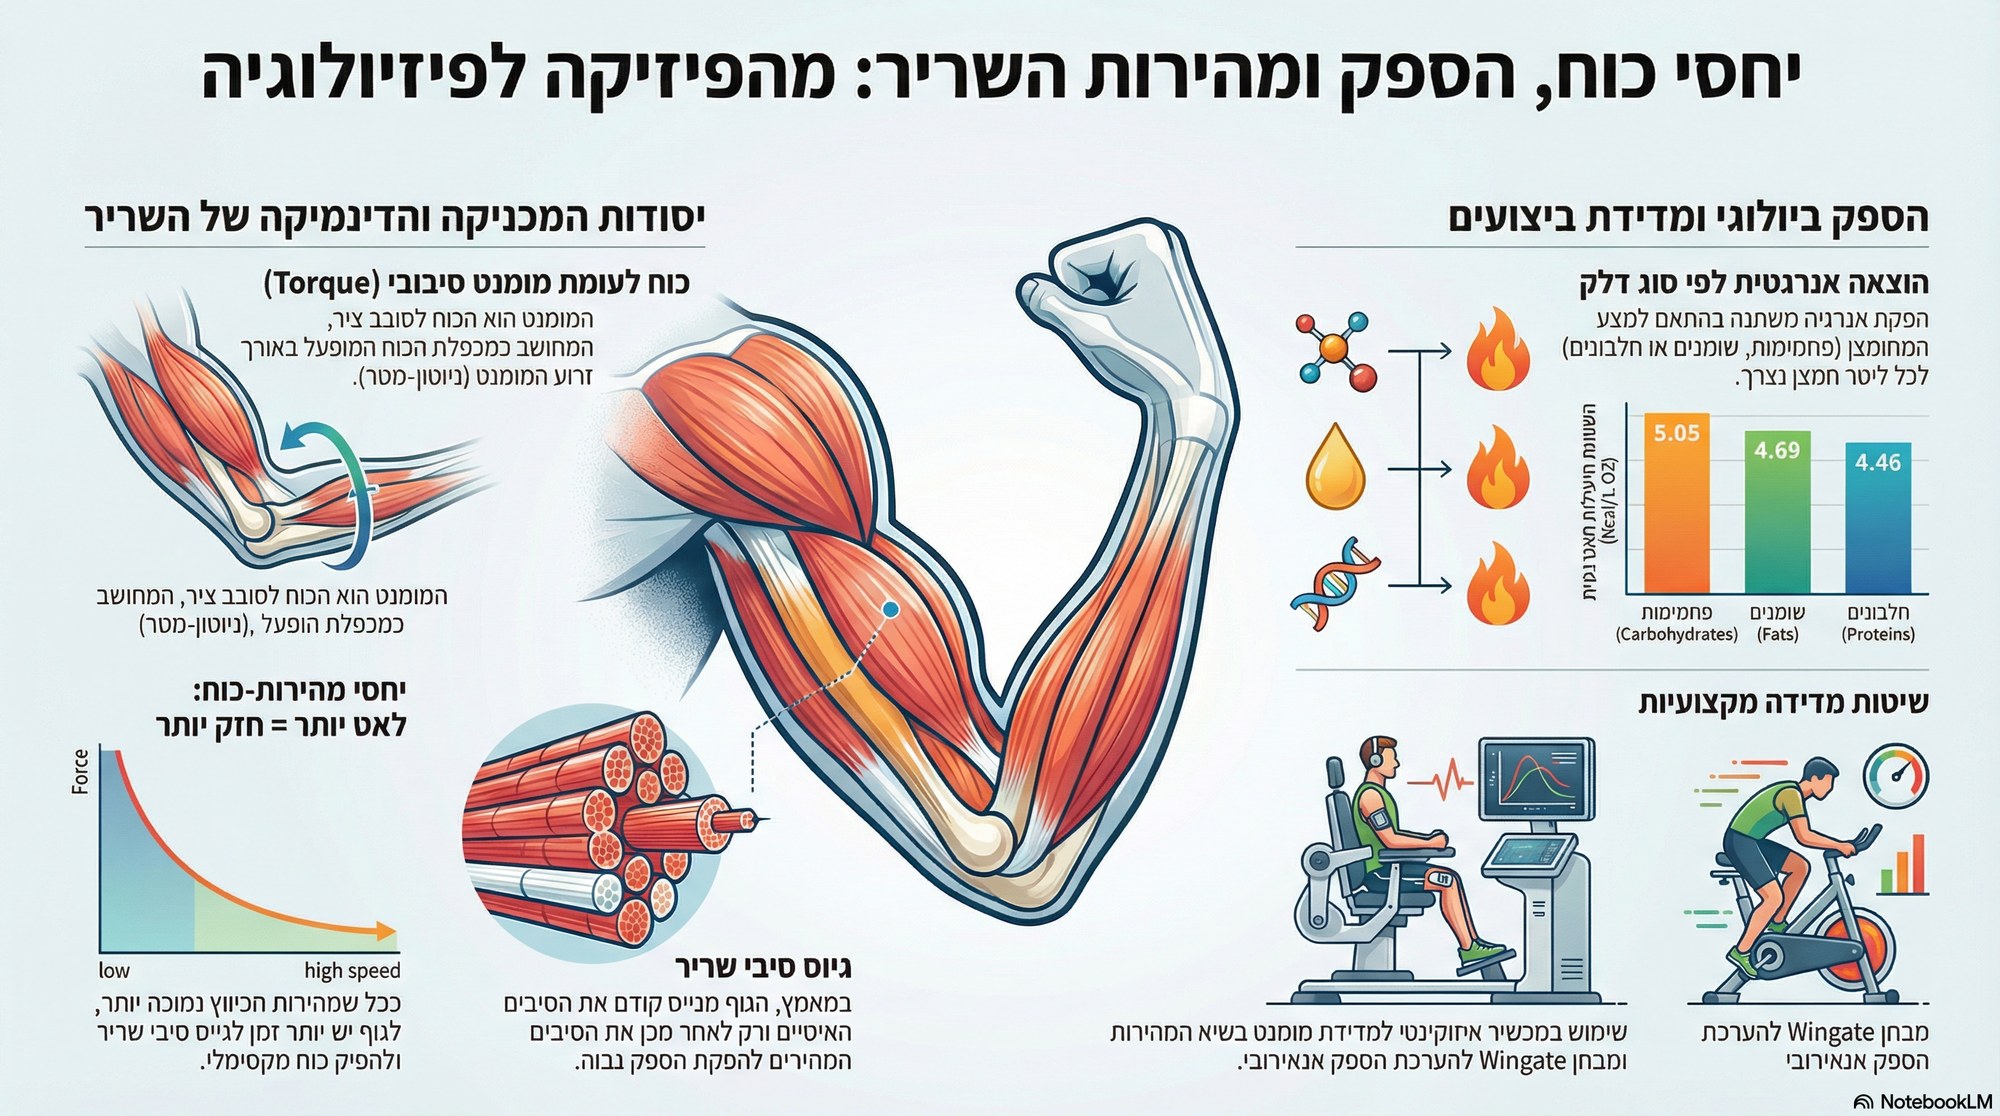 יחסי כוח, הספק ומהירות השריר: מהפיזיקה לפיזיולוגיה
הספק ביולוגי ומדידת ביצועים
הוצאה אנרגטית לפי סוג דלק
הפקת אנרגיה משתנה בהתאם למצע
המחומצן (פחמימות, שומנים או חלבונים)
לכל ליטר חמצן נצרך.
5.05
4.69
4.46
פחמימות
(Carbohydrates)
שומנים
(Fats)
חלבונים
(Proteins)
שיטות מדידה מקצועיות
שימוש במכשיר איזוקינטי למדידת מומנט בשיא המהירות
ומבחן Wingate להערכת הספק אנאירובי.
מבחן Wingate להערכת
הספק אנאירובי
יסודות המכניקה והדינמיקה של השריר
כוח לעומת מומנט סיבובי (Torque)
המומנט הוא הכוח לסובב ציר,
המחושב כמכפלת הכוח המופעל באורך
זרוע המומנט (ניוטון-מטר).
המומנט הוא הכוח לסובב ציר, המחושב
כמכפלת הופעל ,(ניוטון-מטר)
יחסי מהירות-כוח:
לאט יותר = חזק יותר
Force
low
high speed
ככל שמהירות הכיווץ נמוכה יותר,
לגוף יש יותר זמן לגייס סיבי שריר
ולהפיק כוח מקסימלי.
גיוס סיבי שריר
במאמץ, הגוף מגייס קודם את הסיבים
האיטיים ורק לאחר מכן את הסיבים
המהירים להפקת הספק גבוה.
NotebookLM